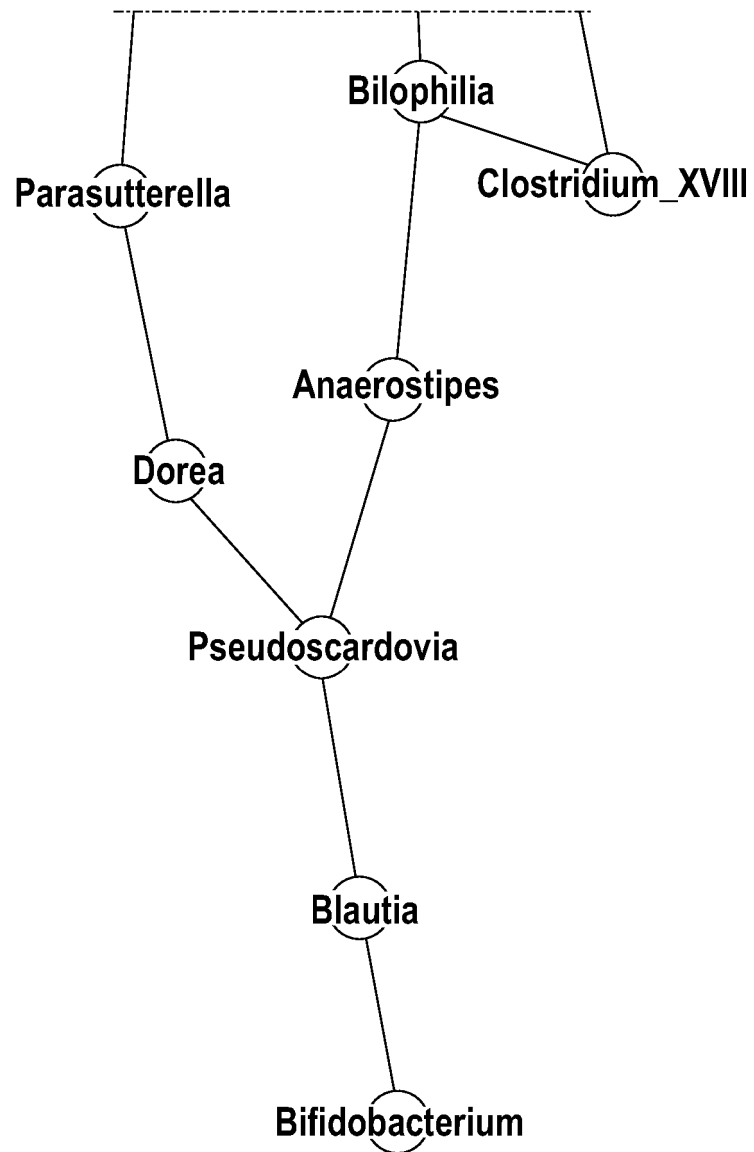 Bilophilia
Clostridium_XVIII
Parasutterella
Anaerostipes
Dorea
Pseudoscardovia
Blautia
Bifidobacterium